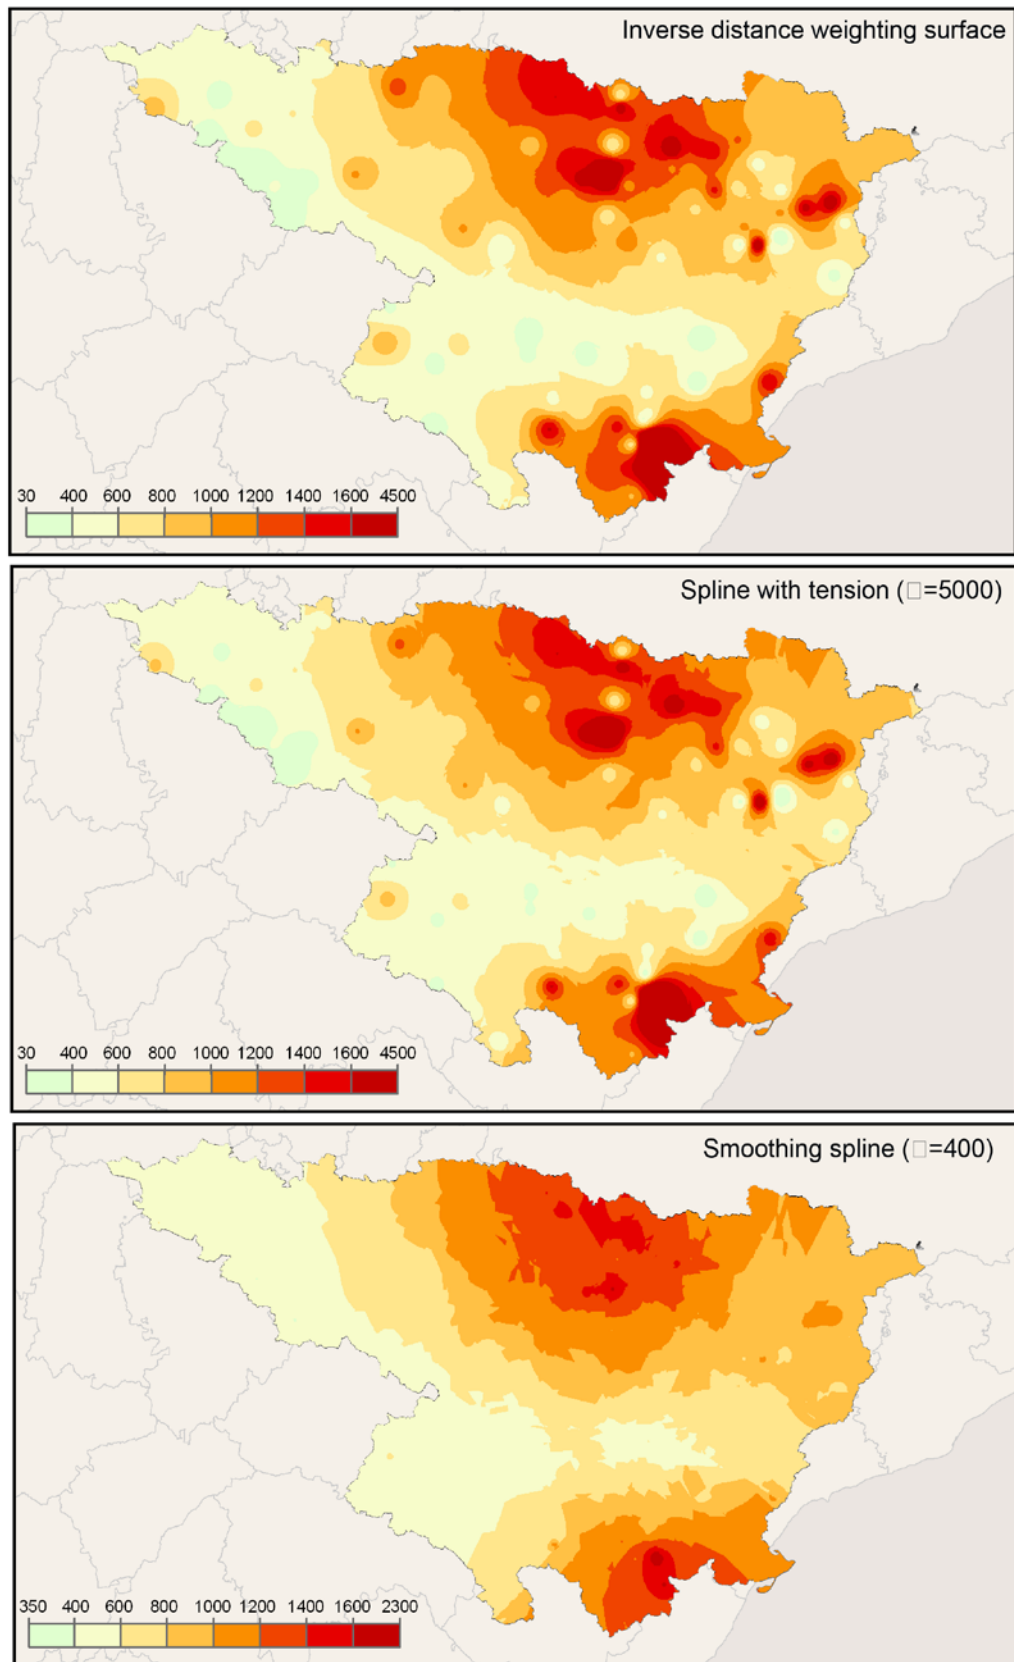 Inverse distance weighting surface
30 400 600 800 1000 1200 1400 1600 4500
Spline with tension (□=5000)
30 400 600 800 1000 1200 1400 1600 4500
Smoothing spline (□=400)
350 400 600 800 1000 1200 1400 1600 2300